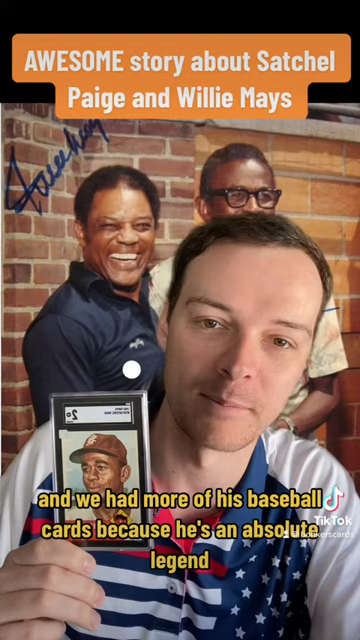 AWESOME story about Satchel
Paige and Willie Mays
and we had more of his baseball
cards because he's an absolute
legend
TikTok